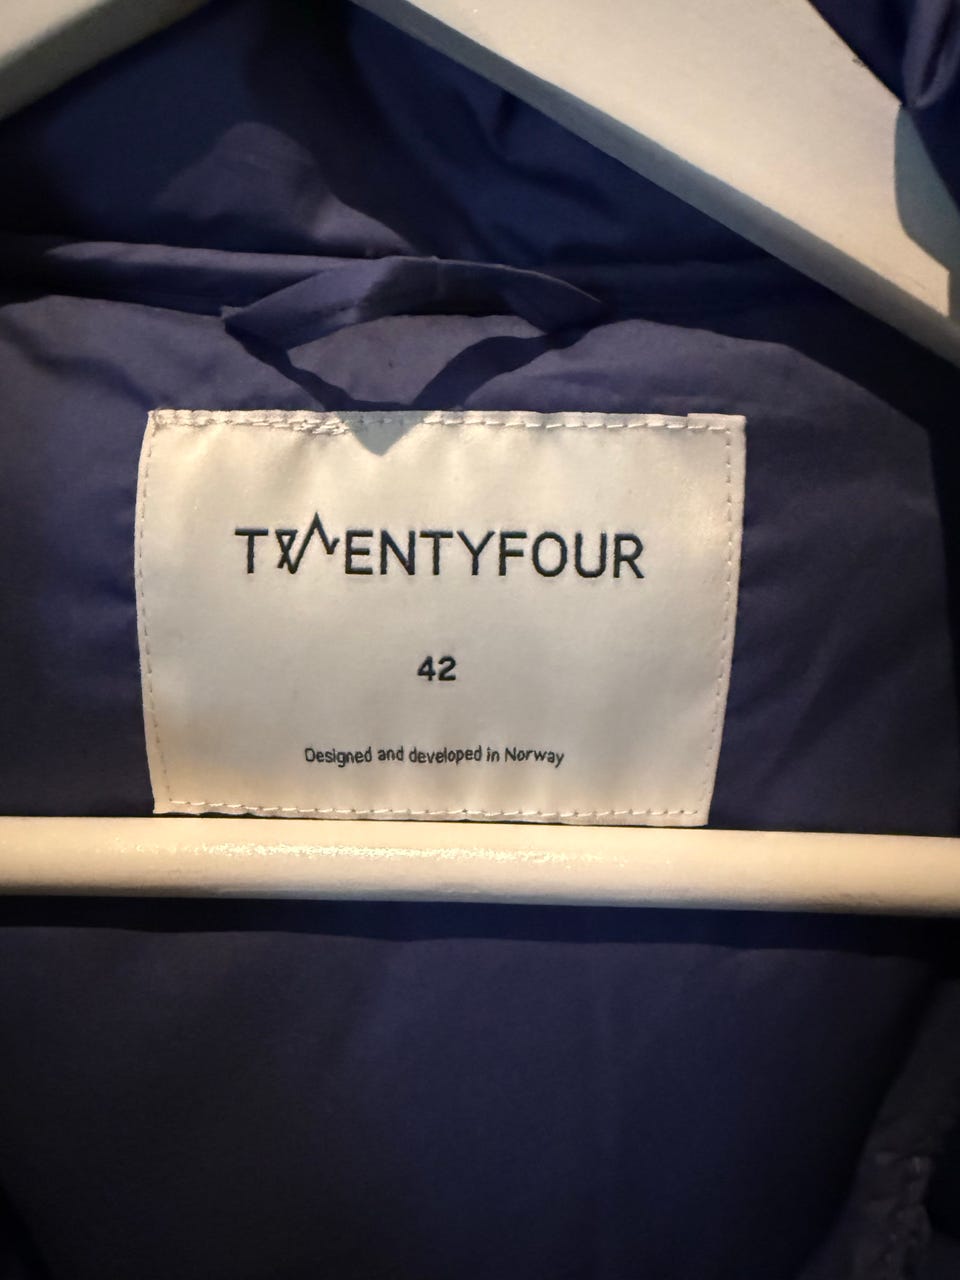 TWENTYFOUR
42
Designed and developed in Norway